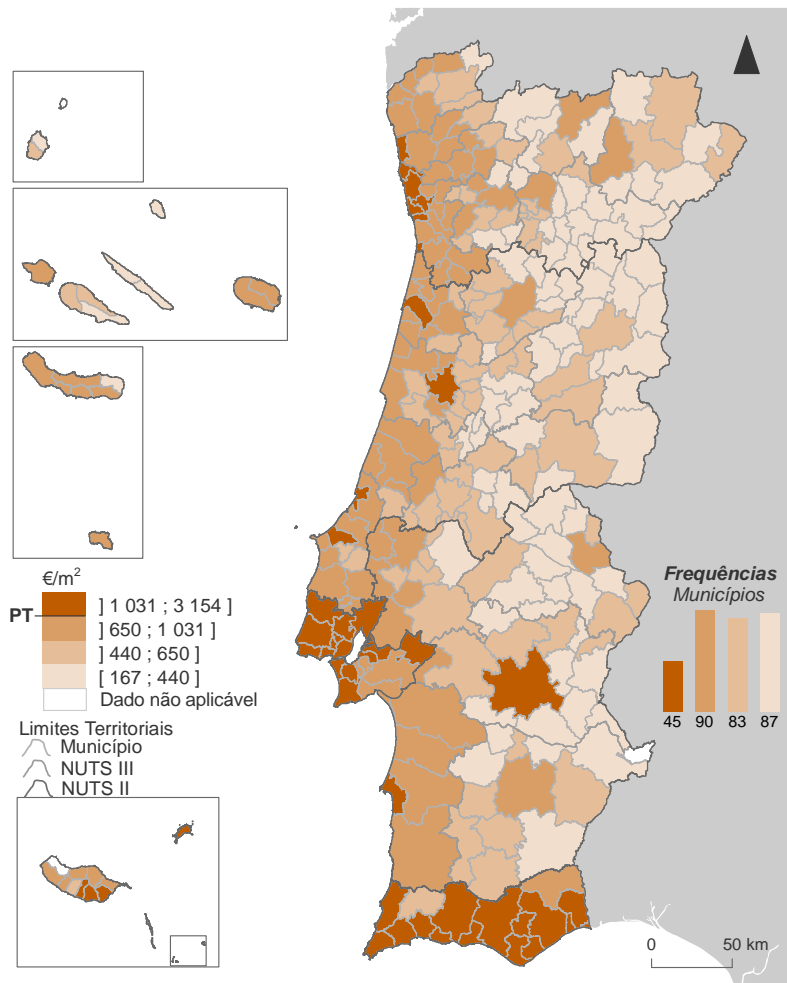 €/m²
PT
] 1 031 ; 3 154 ]
] 650 ; 1 031 ]
] 440 ; 650 ]
[ 167 ; 440 ]
Dado não aplicável
Limites Territoriais
Município
NUTS III
NUTS II
Frequências
Municípios
45 90 83 87
0 50 km